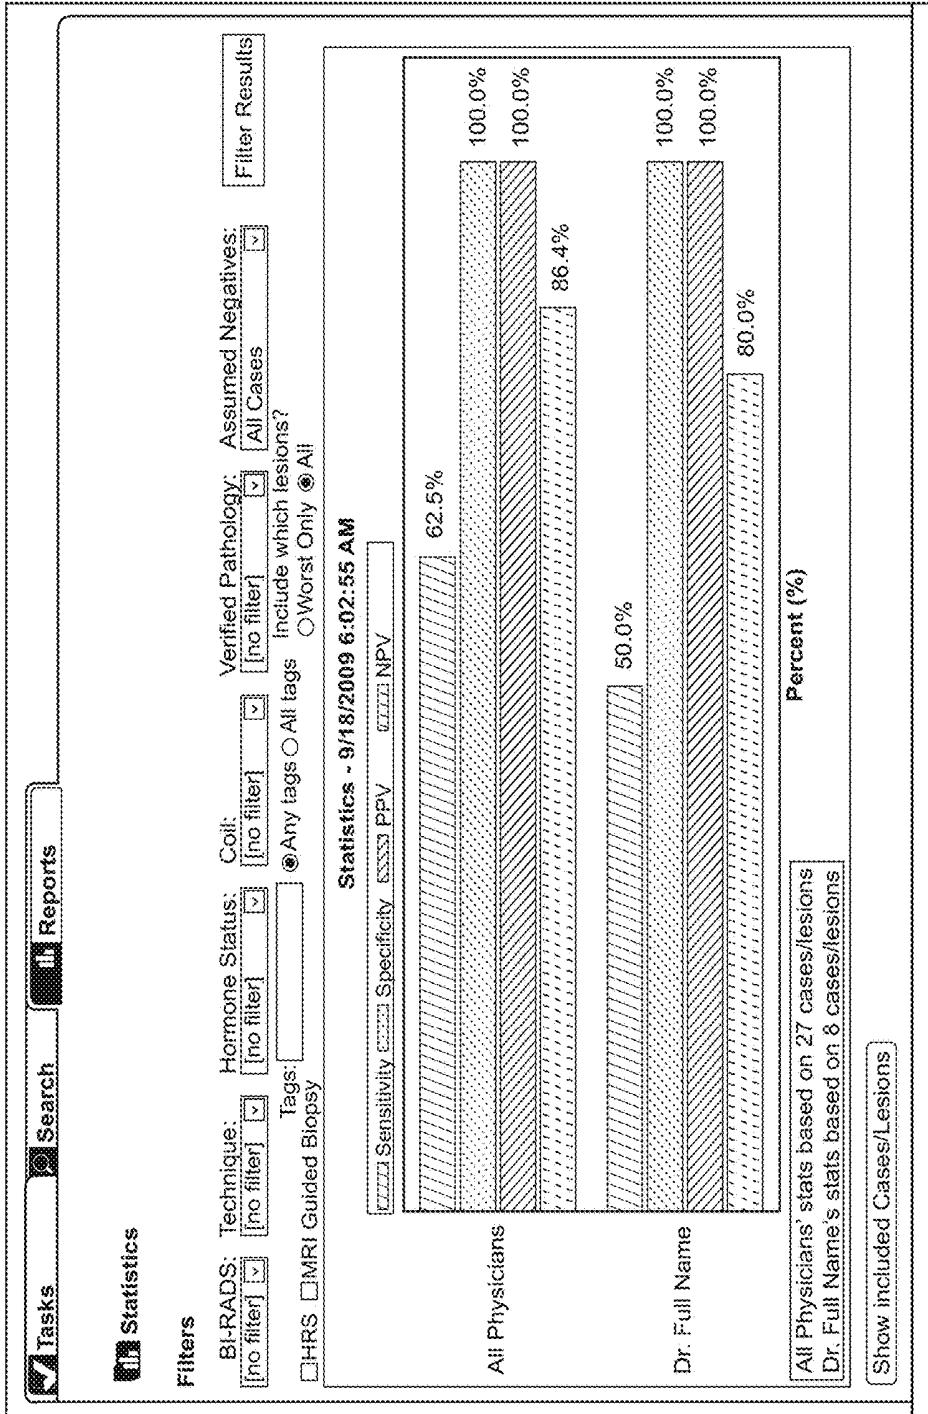 Tasks Search Reports
Statistics
Filters
BI-RADS: Technique: Hormone Status: Coil: Verified Pathology: Assumed Negatives:
[no filter] [no filter] [no filter] [no filter] [no filter] All Cases Filter Results
Tags: Any tags All tags Include which lesions?
HRS MRI Guided Biopsy Worst Only All
Statistics - 9/18/2009 6:02:55 AM
Sensitivity Specificity PPV NPV
All Physicians
62.5%
100.0%
100.0%
86.4%
Dr. Full Name
50.0%
100.0%
100.0%
80.0%
Percent (%)
All Physicians' stats based on 27 cases/lesions
Dr. Full Name's stats based on 8 cases/lesions
Show included Cases/Lesions